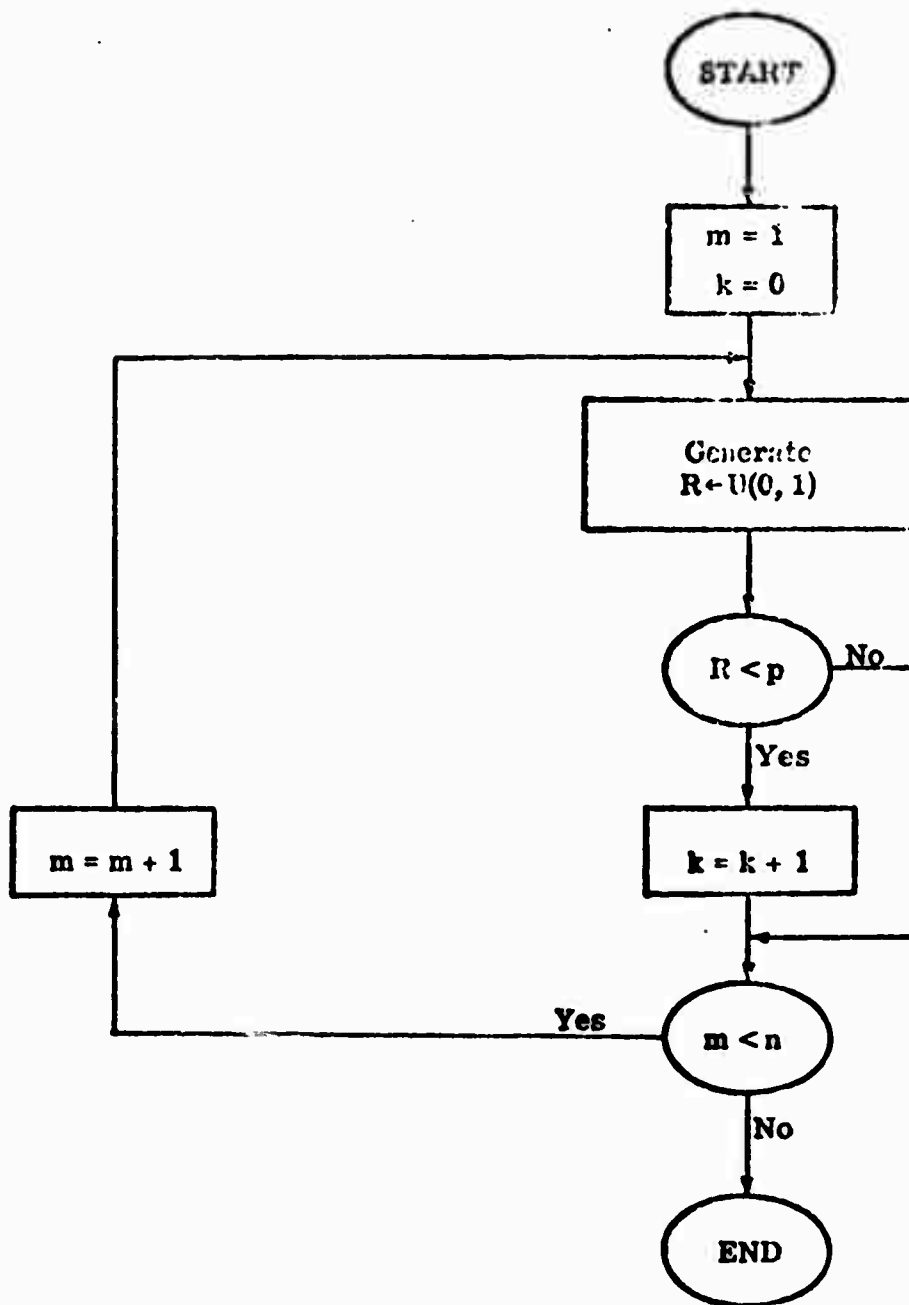 START
m = 1
k = 0
Generate
R←U(0, 1)
R < p
No
Yes
k = k + 1
m = m + 1
m < n
Yes
No
END